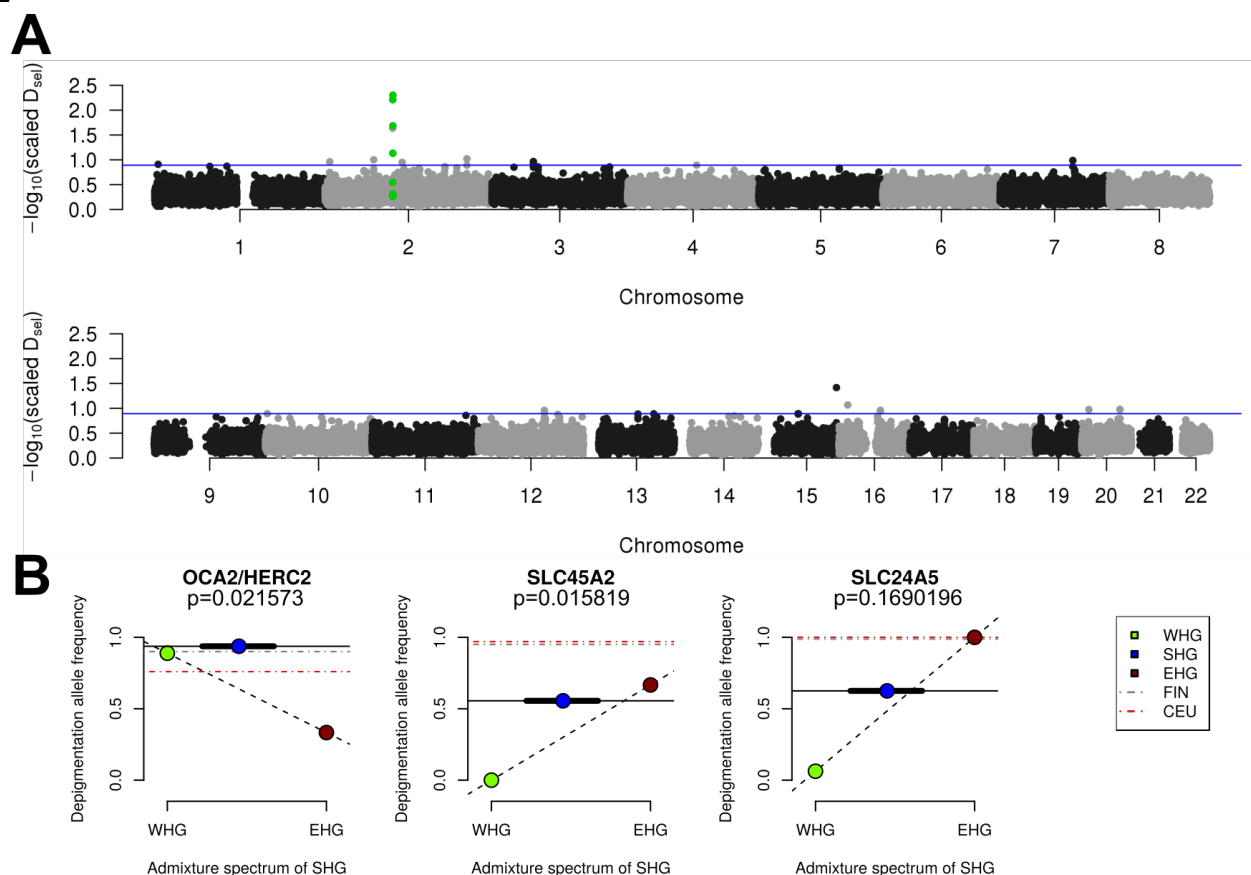 A
−log10(scaled Dsel)
2.5
2.0
1.5
1.0
0.5
0.0
1 2 3 4 5 6 7 8
Chromosome
−log10(scaled Dsel)
2.5
2.0
1.5
1.0
0.5
0.0
9 10 11 12 13 14 15 16 17 18 19 20 21 22
Chromosome
B
OCA2/HERC2
p=0.021573
Depigmentation allele frequency
1.0
0.5
0.0
WHG EHG
Admixture spectrum of SHG
SLC45A2
p=0.015819
Depigmentation allele frequency
1.0
0.5
0.0
WHG EHG
Admixture spectrum of SHG
SLC24A5
p=0.1690196
Depigmentation allele frequency
1.0
0.5
0.0
WHG EHG
Admixture spectrum of SHG
WHG
SHG
EHG
FIN
CEU